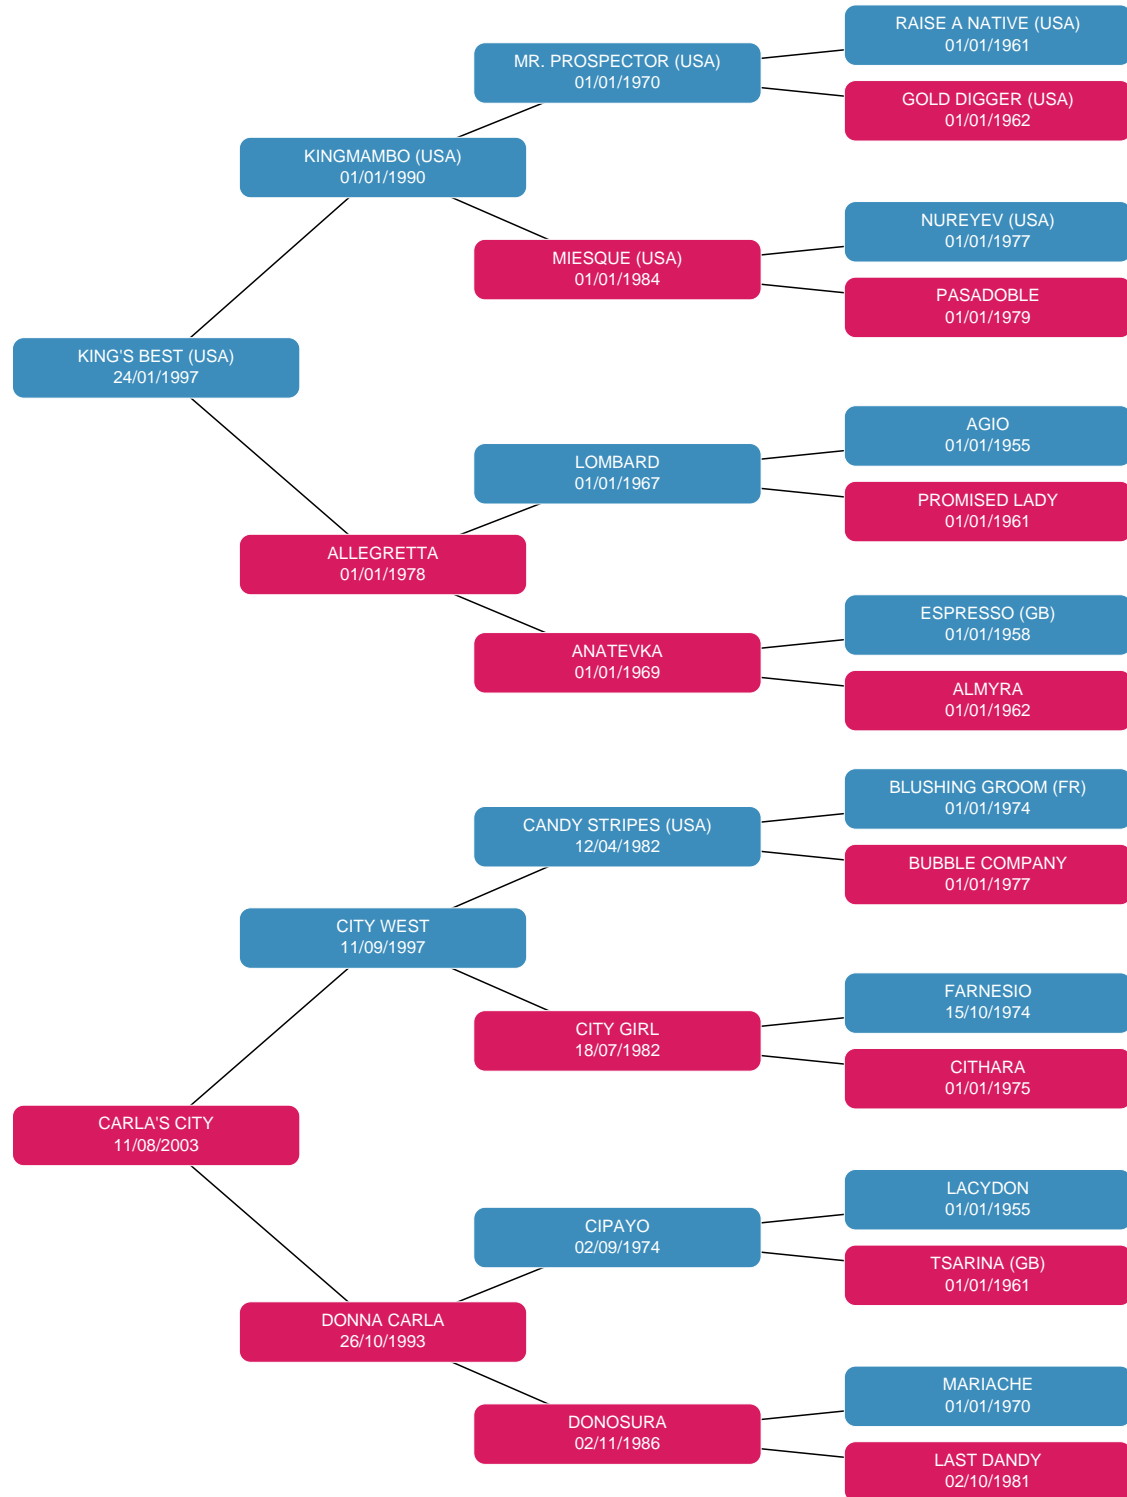 RAISE A NATIVE (USA)
01/01/1961
MR. PROSPECTOR (USA)
01/01/1970
GOLD DIGGER (USA)
01/01/1962
KINGMAMBO (USA)
01/01/1990
NUREYEV (USA)
01/01/1977
MIESQUE (USA)
01/01/1984
PASADOBLE
01/01/1979
KING'S BEST (USA)
24/01/1997
AGIO
01/01/1955
LOMBARD
01/01/1967
PROMISED LADY
01/01/1961
ALLEGRETTA
01/01/1978
ESPRESSO (GB)
01/01/1958
ANATEVKA
01/01/1969
ALMYRA
01/01/1962
BLUSHING GROOM (FR)
01/01/1974
CANDY STRIPES (USA)
12/04/1982
BUBBLE COMPANY
01/01/1977
CITY WEST
11/09/1997
FARNESIO
15/10/1974
CITY GIRL
18/07/1982
CITHARA
01/01/1975
CARLA'S CITY
11/08/2003
LACYDON
01/01/1955
CIPAYO
02/09/1974
TSARINA (GB)
01/01/1961
DONNA CARLA
26/10/1993
MARIACHE
01/01/1970
DONOSURA
02/11/1986
LAST DANDY
02/10/1981